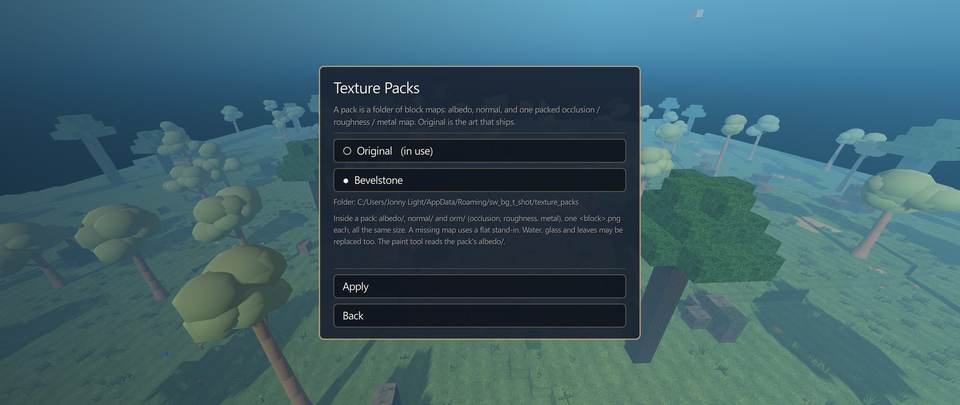 Texture Packs
A pack is a folder of block maps: albedo, normal, and one packed occlusion /
roughness / metal map. Original is the art that ships.
Original (in use)
Bevelstone
Folder: C:/Users/Jonny Light/AppData/Roaming/sw_bg_t_shot/texture_packs
Inside a pack: albedo/, normal/ and orm/ (occlusion, roughness, metal), one <block>.png
each, all the same size. A missing map uses a flat stand-in. Water, glass and leaves may be
replaced too. The paint tool reads the pack's albedo/.
Apply
Back